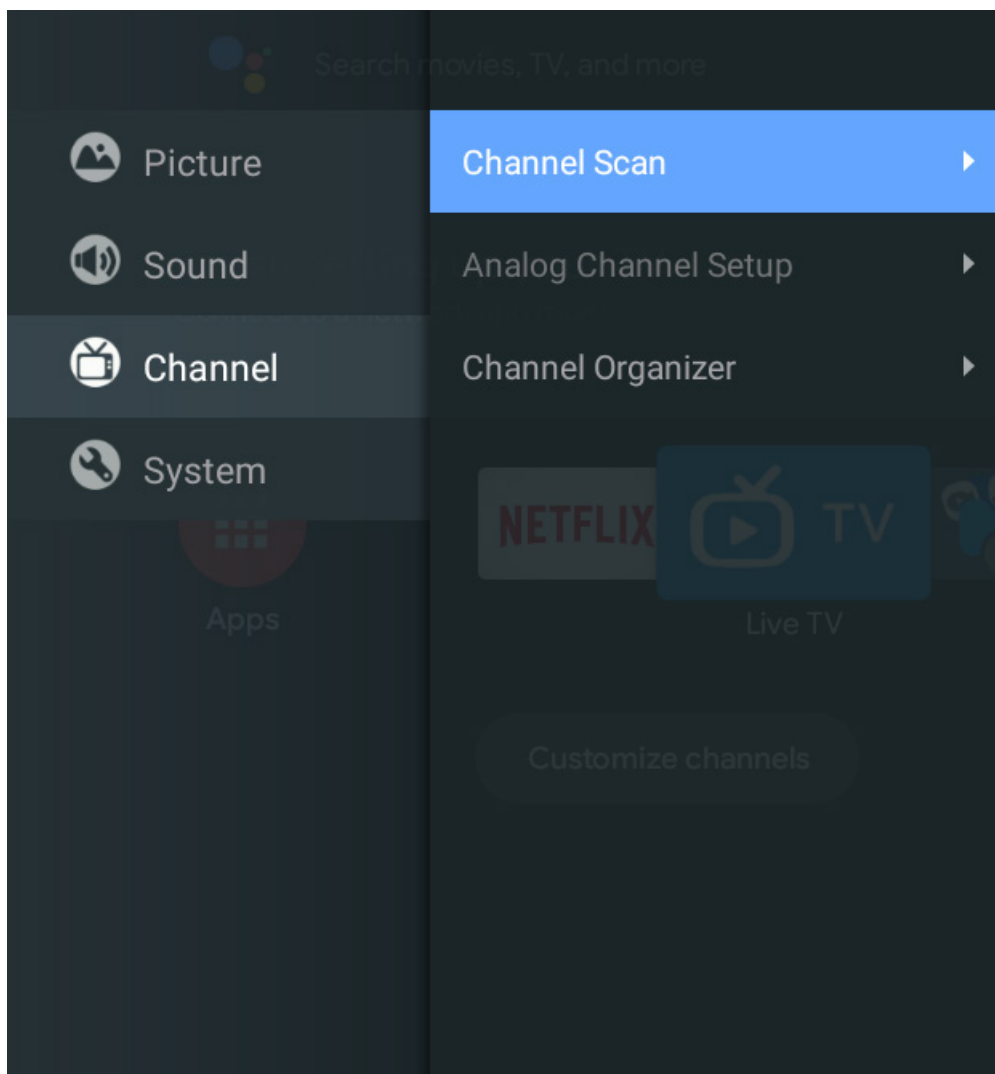 Search movies, TV, and more
Picture
Sound
Channel
System
Channel Scan
Analog Channel Setup
Channel Organizer
NETFLIX
TV
Apps
Live TV
Customize channels